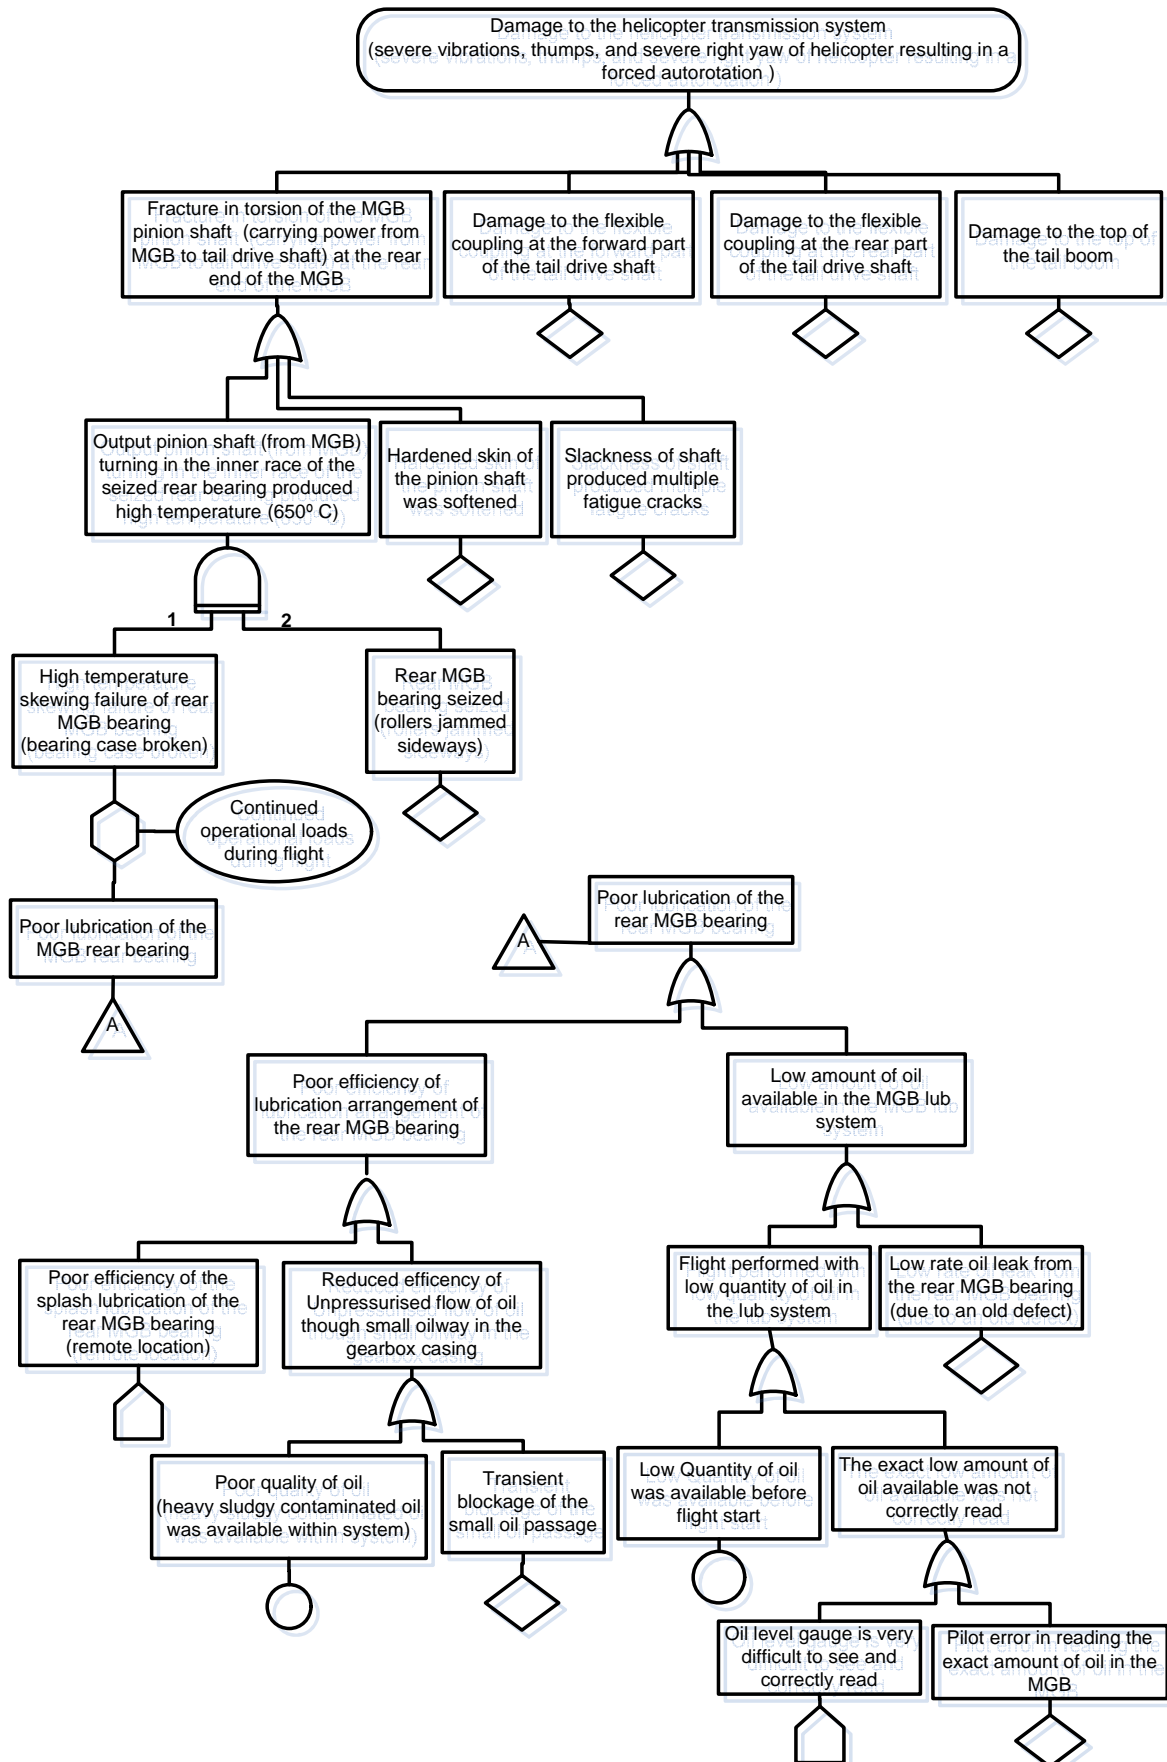 Damage to the helicopter transmission system
(severe vibrations, thumps, and severe right yaw of helicopter resulting in a
forced autorotation )
Fracture in torsion of the MGB
pinion shaft (carrying power from
MGB to tail drive shaft) at the rear
end of the MGB
Damage to the flexible
coupling at the forward part
of the tail drive shaft
Damage to the flexible
coupling at the rear part
of the tail drive shaft
Damage to the top of
the tail boom
Output pinion shaft (from MGB)
turning in the inner race of the
seized rear bearing produced
high temperature (650º C)
Hardened skin of
the pinion shaft
was softened
Slackness of shaft
produced multiple
fatigue cracks
1
2
High temperature
skewing failure of rear
MGB bearing
(bearing case broken)
Rear MGB
bearing seized
(rollers jammed
sideways)
Continued
operational loads
during flight
Poor lubrication of the
MGB rear bearing
A
Poor lubrication of the
rear MGB bearing
A
Poor efficiency of
lubrication arrangement of
the rear MGB bearing
Low amount of oil
available in the MGB lub
system
Poor efficiency of the
splash lubrication of the
rear MGB bearing
(remote location)
Reduced efficency of
Unpressurised flow of oil
though small oilway in the
gearbox casing
Flight performed with
low quantity of oil in
the lub system
Low rate oil leak from
the rear MGB bearing
(due to an old defect)
Poor quality of oil
(heavy sludgy contaminated oil
was available within system)
Transient
blockage of the
small oil passage
Low Quantity of oil
was available before
flight start
The exact low amount of
oil available was not
correctly read
Oil level gauge is very
difficult to see and
correctly read
Pilot error in reading the
exact amount of oil in the
MGB